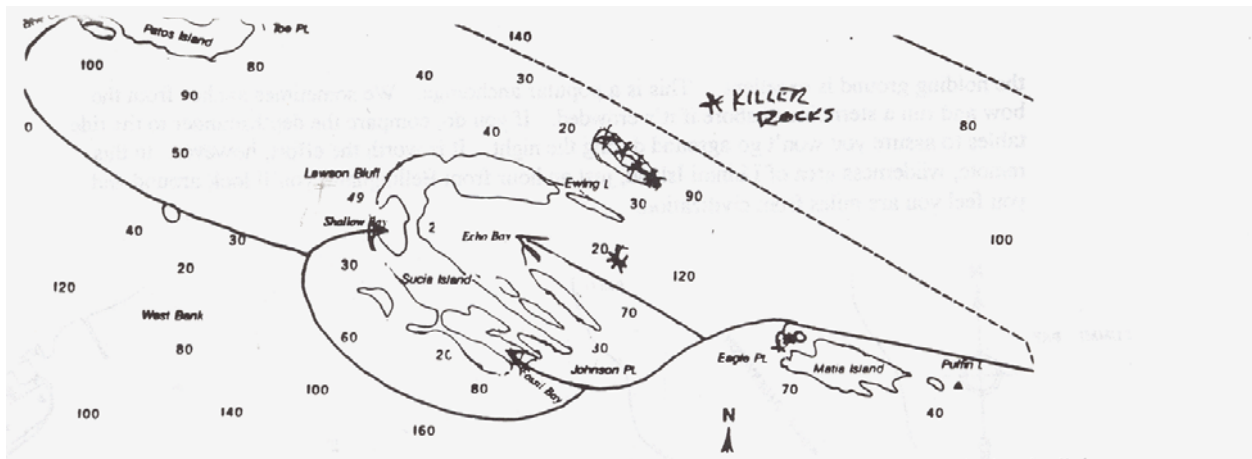 Patos Island
Toe Pt.
140
100
80
40
30
90
KILLER
ROCKS
80
0
50
40
20
Lawson Bluff
Ewing I.
90
49
30
Shallow Bay
2
Echo Bay
40
30
20
100
20
30
Sucia Island
120
120
West Bank
70
80
60
20
30
Johnson Pt.
Eagle Pt.
Matia Island
Puffin I.
100
80
Fossil Bay
70
40
100
140
160
N